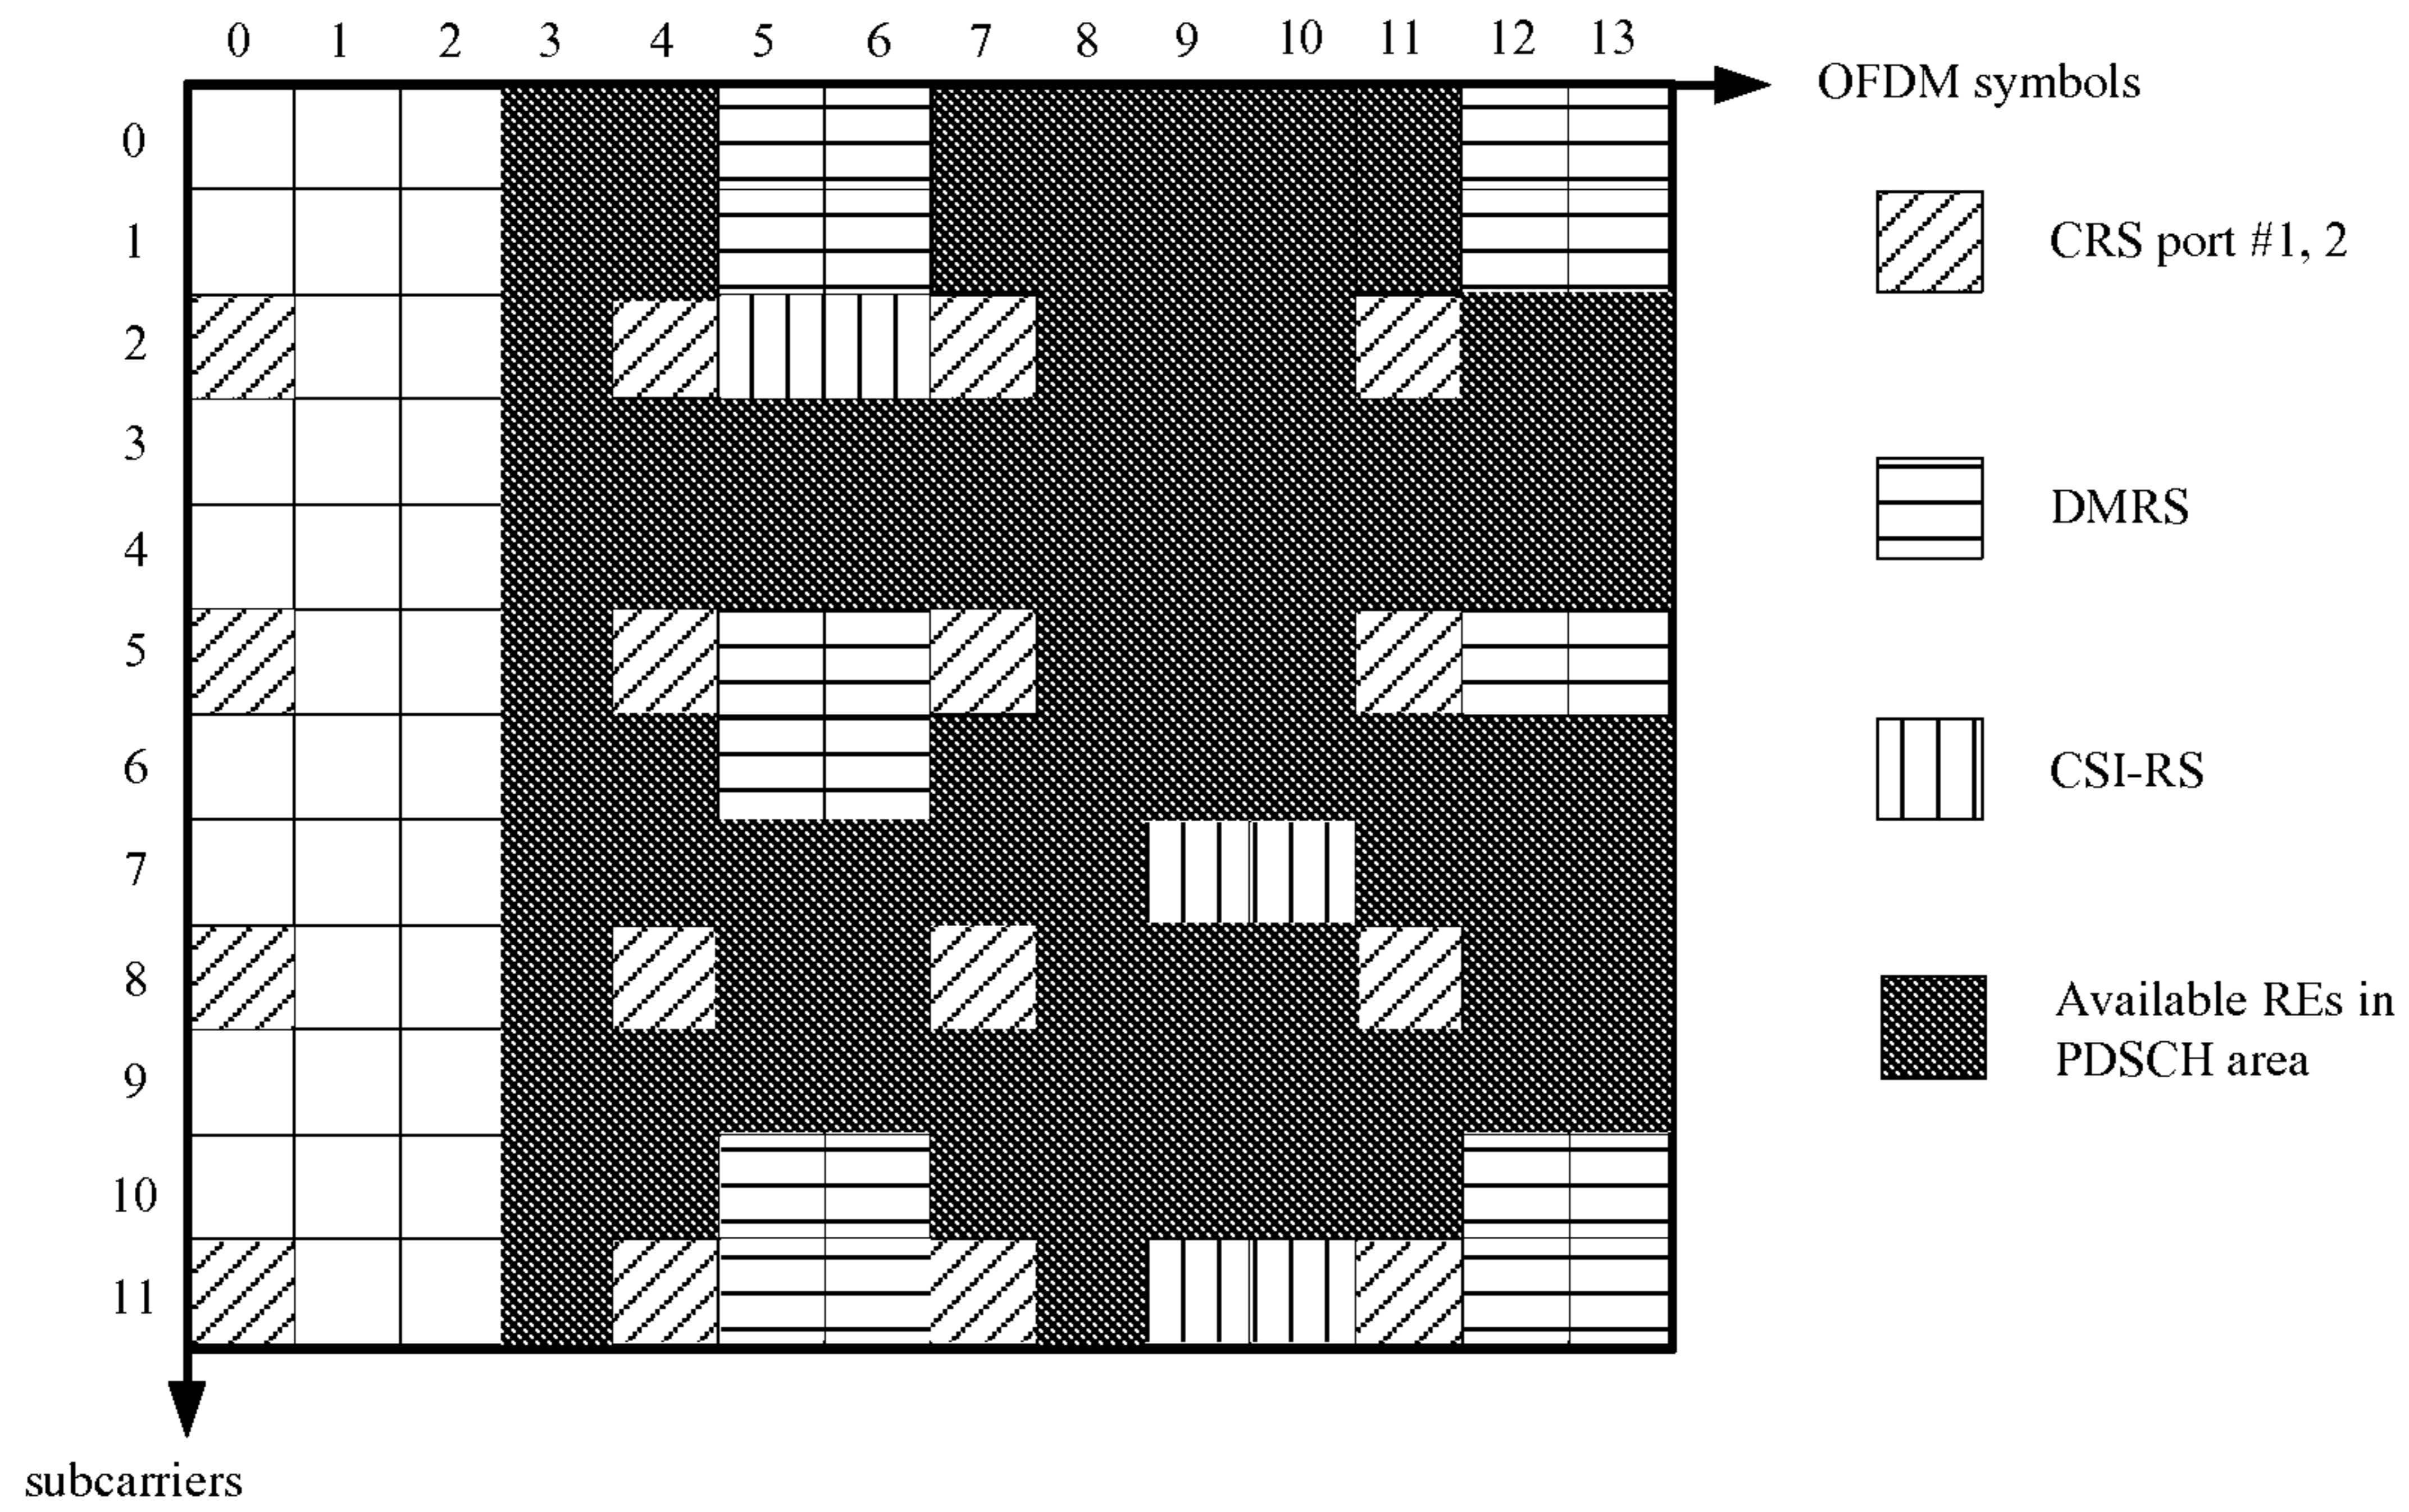 0 1 2 3 4 5 6 7 8 9 10 11 12 13
OFDM symbols
0
1
2
3
4
5
6
7
8
9
10
11
subcarriers
CRS port #1, 2
DMRS
CSI-RS
Available REs in
PDSCH area